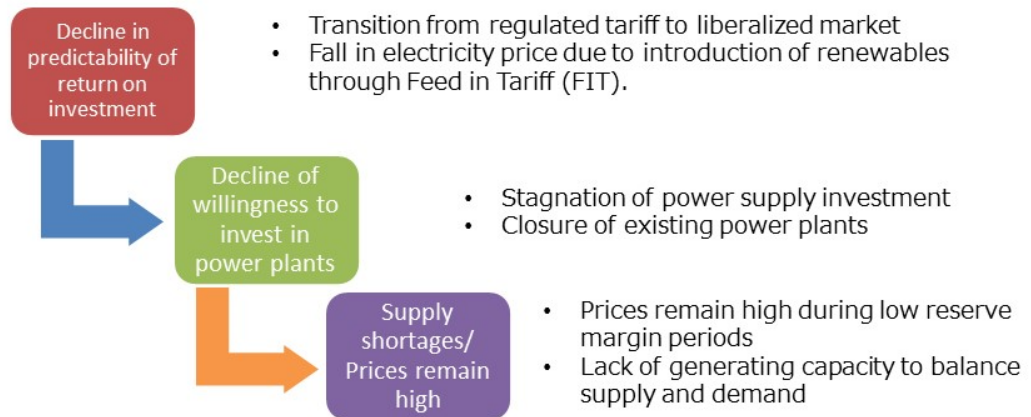 Decline in
predictability of
return on
investment
• Transition from regulated tariff to liberalized market
• Fall in electricity price due to introduction of renewables
through Feed in Tariff (FIT).
Decline of
willingness to
invest in
power plants
• Stagnation of power supply investment
• Closure of existing power plants
Supply
shortages/
Prices remain
high
• Prices remain high during low reserve
margin periods
• Lack of generating capacity to balance
supply and demand